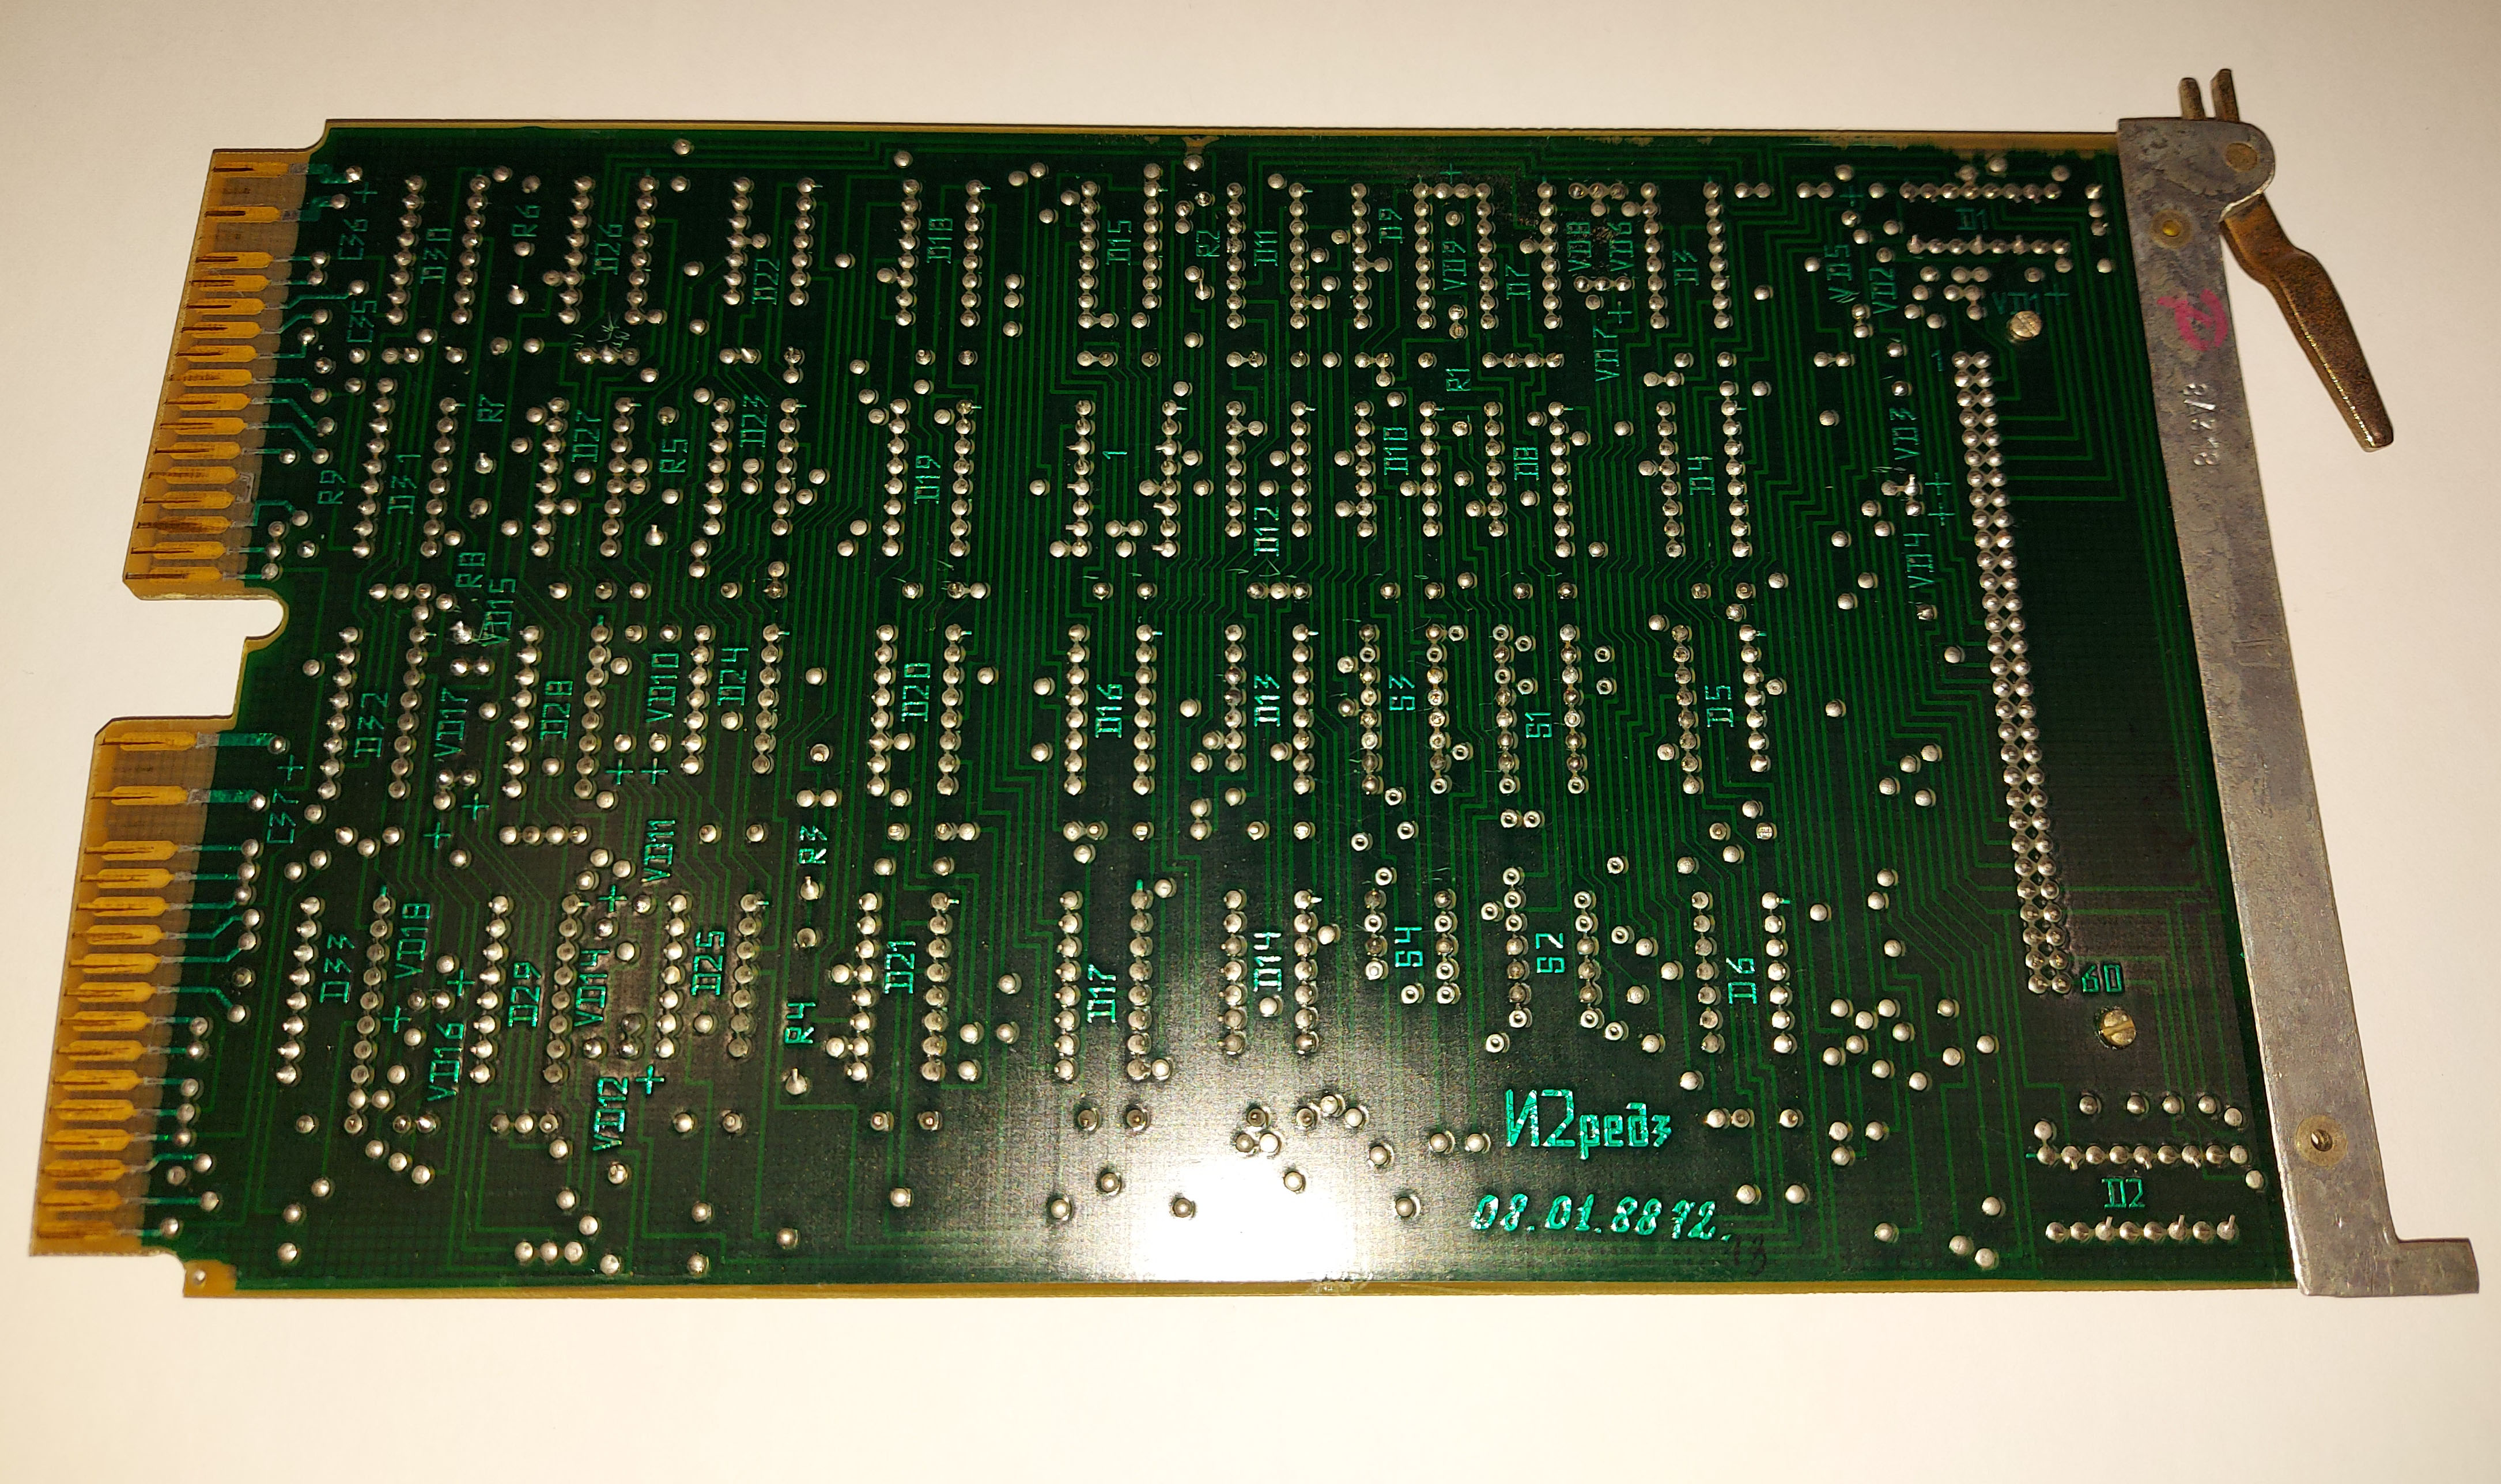 C36 + D30 R6 D26 D22 D18 D15 R2 D11 D9 VD9 + D7 VD8 VD6 D3 VD5 + VD2 D1
C35 VD7 + VD1 +
R9 D31 R7 D27 R5 D23 D19 1 D12 D10 R1 D8 D4 VD3 1
R8 VD15 VD4 + +
D32 VD17 D28 VD10 D24 D20 D16 D13 S3 S1 D5
C37 + + + + + VD11 R3
D33 VD18 D29 VD14 + D25 D21 D17 D14 S4 S2 D6 60
+ VD16 + VD12 + R4
И2ред3
08.01.88 12.
D2